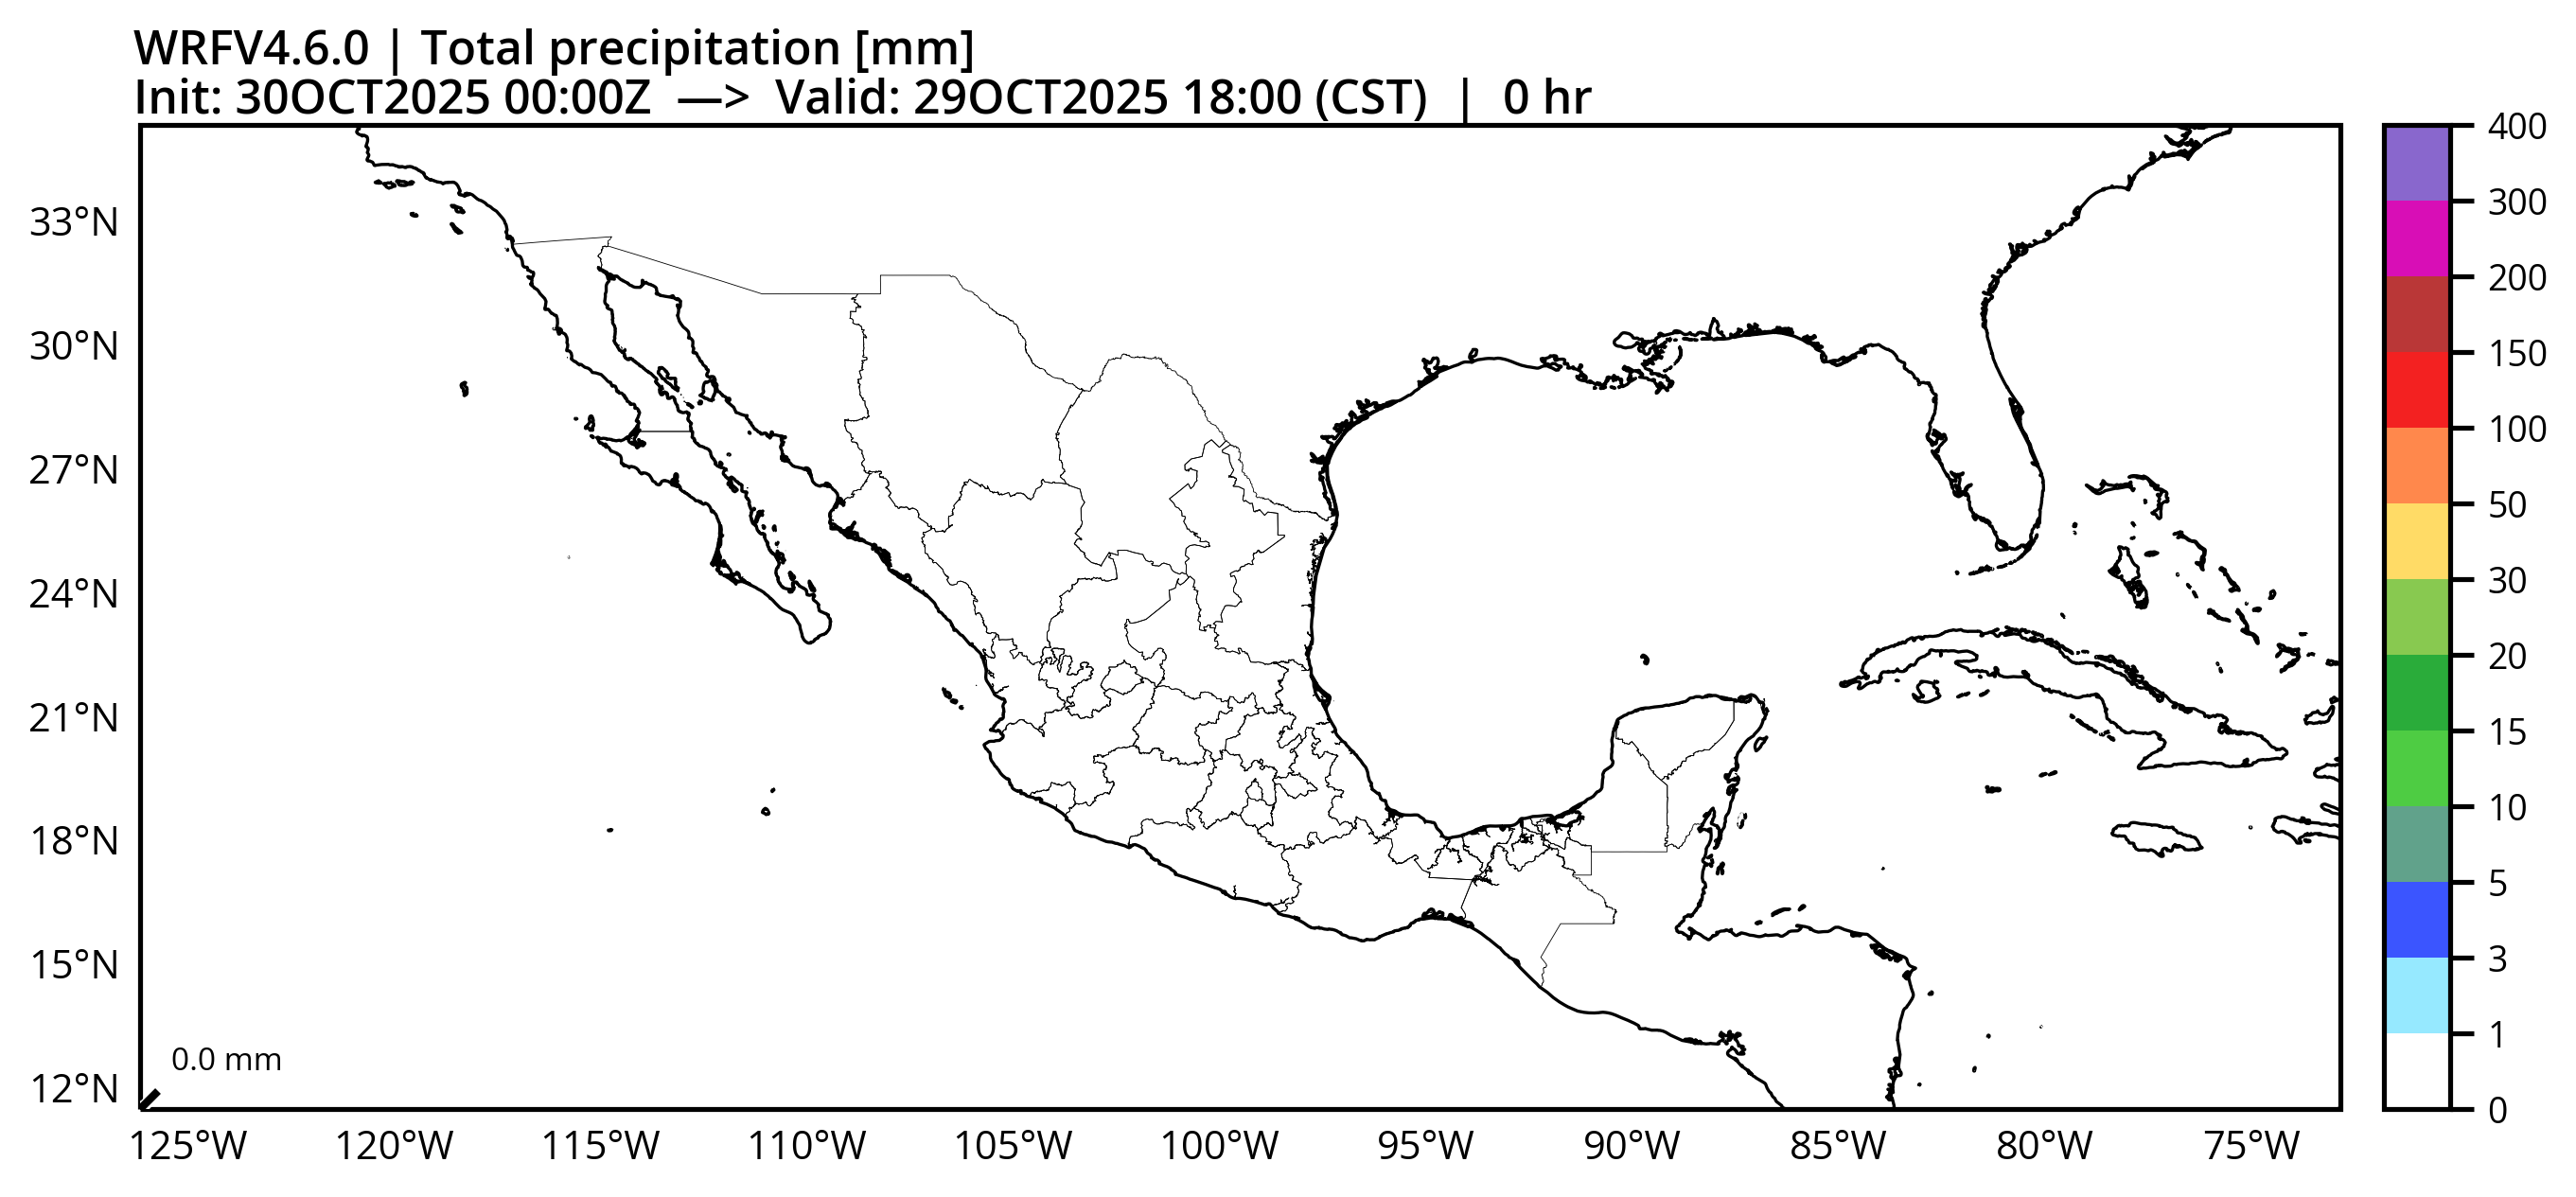 WRFV4.6.0 | Total precipitation [mm]
Init: 30OCT2025 00:00Z —> Valid: 29OCT2025 18:00 (CST) | 0 hr
33°N
30°N
27°N
24°N
21°N
18°N
15°N
12°N
0.0 mm
125°W 120°W 115°W 110°W 105°W 100°W 95°W 90°W 85°W 80°W 75°W
400
300
200
150
100
50
30
20
15
10
5
3
1
0